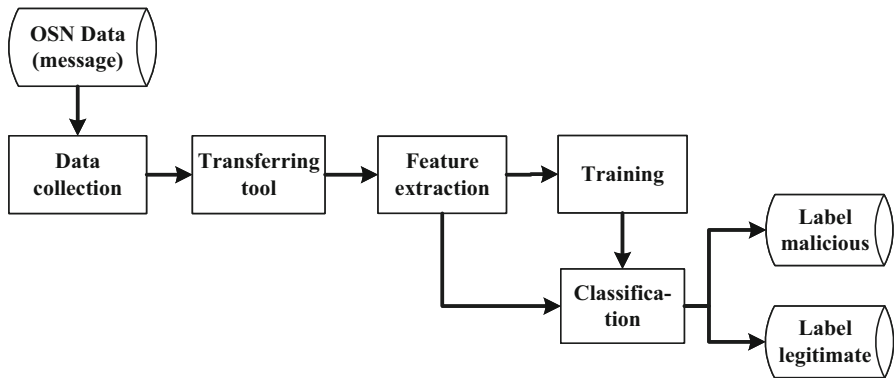 OSN Data
(message)
Data
collection
Transferring
tool
Feature
extraction
Training
Classifica-
tion
Label
malicious
Label
legitimate